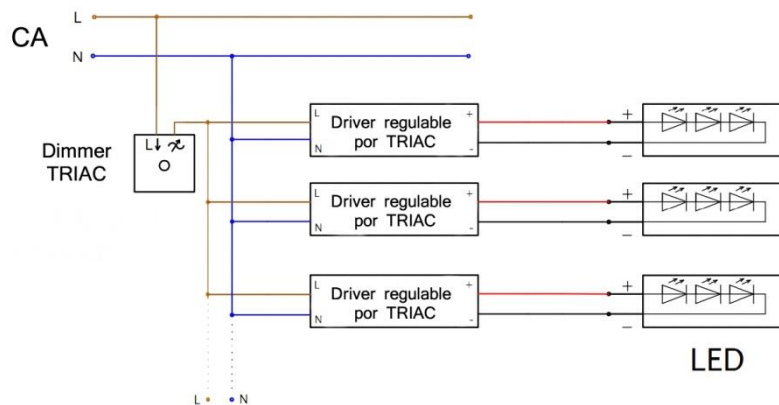 L
CA
N
L
Dimmer
TRIAC
L
N
Driver regulable
por TRIAC
+
-
+
−
L
N
Driver regulable
por TRIAC
+
-
+
−
L
N
Driver regulable
por TRIAC
+
-
+
−
LED
L
N